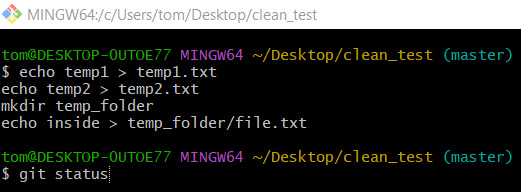 MINGW64:/c/Users/tom/Desktop/clean_test
tom@DESKTOP-OUTOE77 MINGW64 ~/Desktop/clean_test (master)
$ echo temp1 > temp1.txt
echo temp2 > temp2.txt
mkdir temp_folder
echo inside > temp_folder/file.txt
tom@DESKTOP-OUTOE77 MINGW64 ~/Desktop/clean_test (master)
$ git status